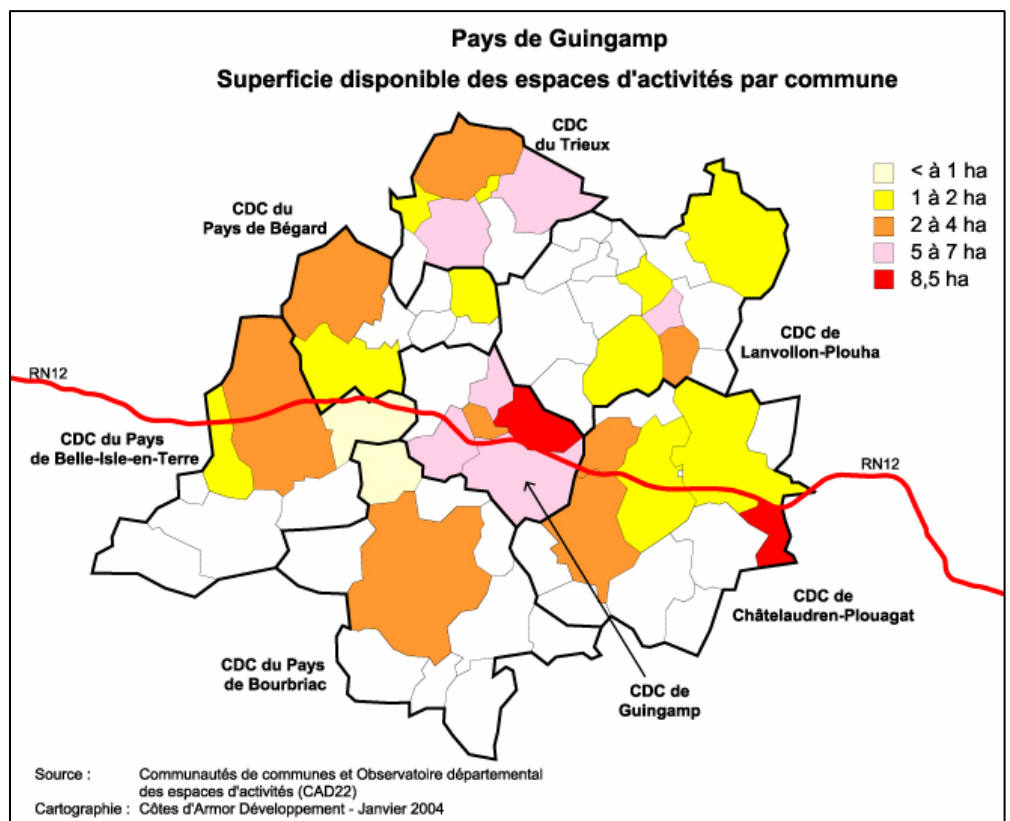 Pays de Guingamp
Superficie disponible des espaces d'activités par commune
CDC
du Trieux
< à 1 ha
1 à 2 ha
2 à 4 ha
5 à 7 ha
8,5 ha
CDC du
Pays de Bégard
CDC de
Lanvollon-Plouha
RN12
CDC du Pays
de Belle-Isle-en-Terre
RN12
CDC de
Châtelaudren-Plouagat
CDC du Pays
de Bourbriac
CDC de
Guingamp
Source : Communautés de communes et Observatoire départemental
des espaces d'activités (CAD22)
Cartographie : Côtes d'Armor Développement - Janvier 2004